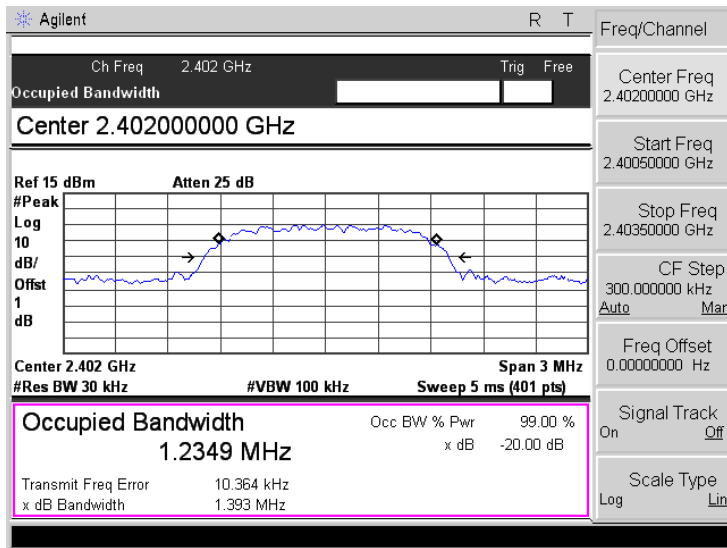 Agilent R T
Ch Freq 2.402 GHz Trig Free
Occupied Bandwidth
Center 2.402000000 GHz
Ref 15 dBm Atten 25 dB
#Peak
Log
10
dB/
Offst
1
dB
Center 2.402 GHz Span 3 MHz
#Res BW 30 kHz #VBW 100 kHz Sweep 5 ms (401 pts)
Occupied Bandwidth Occ BW % Pwr 99.00 %
1.2349 MHz x dB -20.00 dB
Transmit Freq Error 10.364 kHz
x dB Bandwidth 1.393 MHz
Freq/Channel
Center Freq
2.40200000 GHz
Start Freq
2.40050000 GHz
Stop Freq
2.40350000 GHz
CF Step
300.000000 kHz
Auto Mar
Freq Offset
0.00000000 Hz
Signal Track
On Off
Scale Type
Log Lin